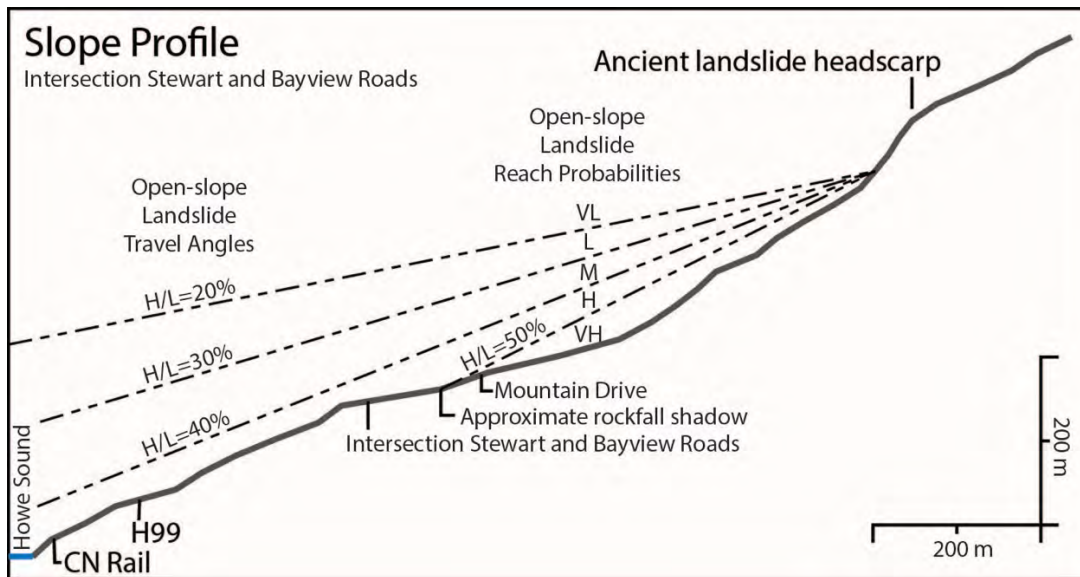 Slope Profile
Intersection Stewart and Bayview Roads
Ancient landslide headscarp
Open-slope
Landslide
Reach Probabilities
Open-slope
Landslide
Travel Angles
VL
L
M
H
VH
H/L=20%
H/L=30%
H/L=40%
H/L=50%
Mountain Drive
Approximate rockfall shadow
Intersection Stewart and Bayview Roads
Howe Sound
H99
CN Rail
200 m
200 m